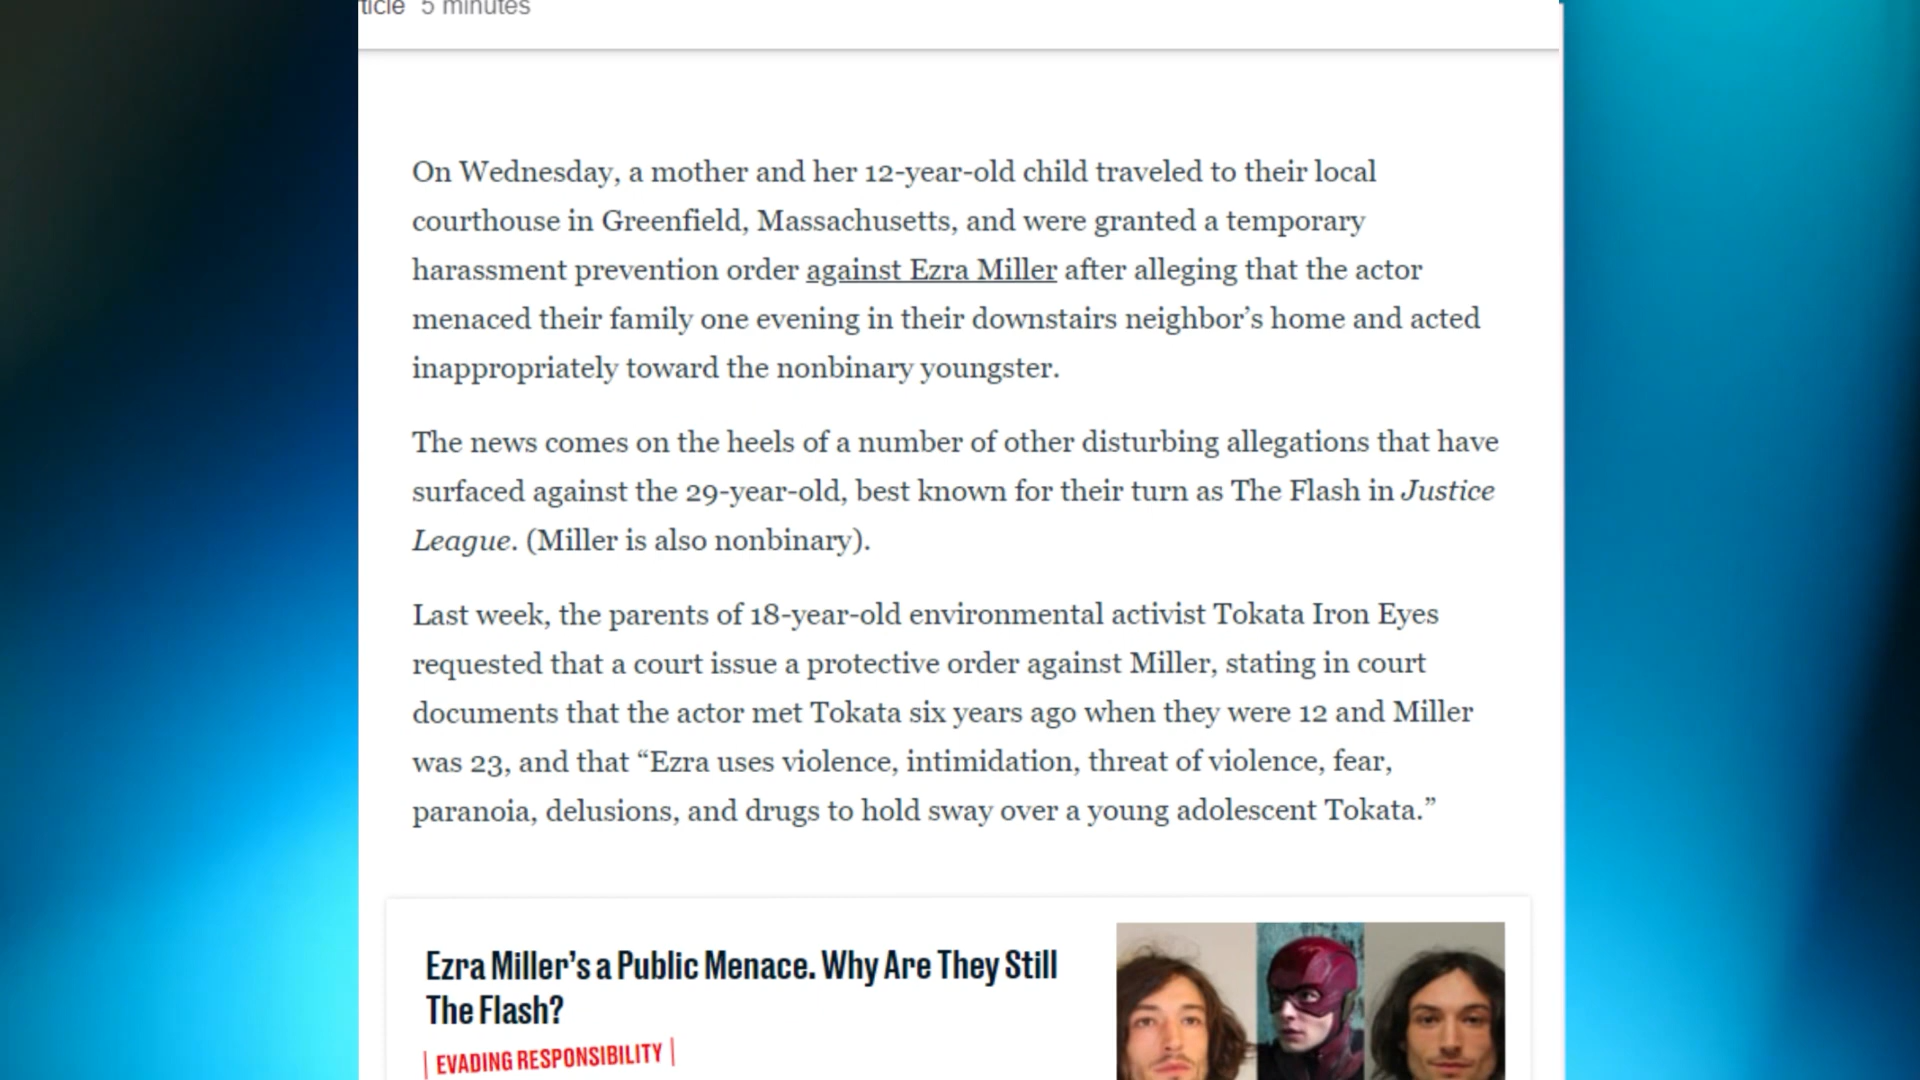 ticle 5 minutes
On Wednesday, a mother and her 12-year-old child traveled to their local
courthouse in Greenfield, Massachusetts, and were granted a temporary
harassment prevention order against Ezra Miller after alleging that the actor
menaced their family one evening in their downstairs neighbor’s home and acted
inappropriately toward the nonbinary youngster.
The news comes on the heels of a number of other disturbing allegations that have
surfaced against the 29-year-old, best known for their turn as The Flash in Justice
League. (Miller is also nonbinary).
Last week, the parents of 18-year-old environmental activist Tokata Iron Eyes
requested that a court issue a protective order against Miller, stating in court
documents that the actor met Tokata six years ago when they were 12 and Miller
was 23, and that “Ezra uses violence, intimidation, threat of violence, fear,
paranoia, delusions, and drugs to hold sway over a young adolescent Tokata.”
Ezra Miller’s a Public Menace. Why Are They Still
The Flash?
EVADING RESPONSIBILITY